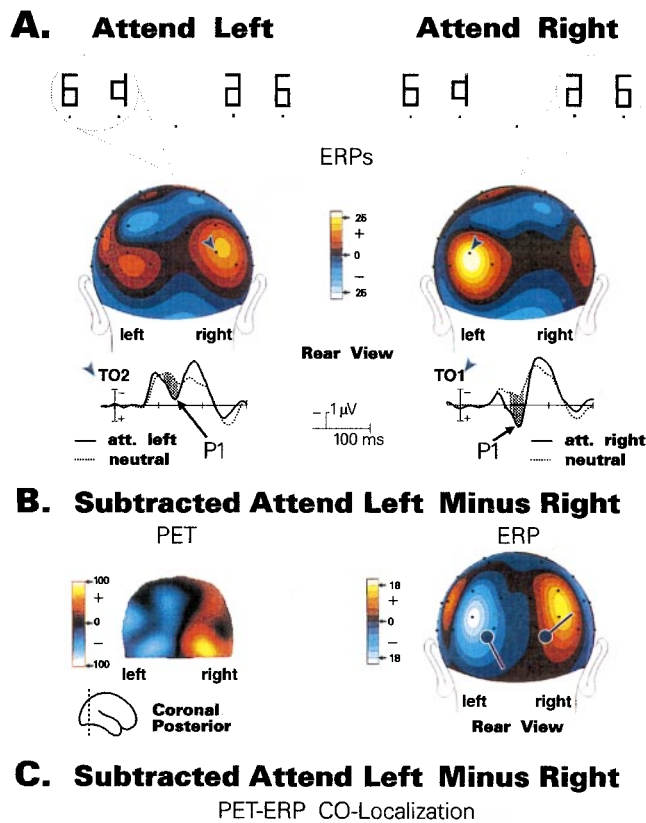 A. Attend Left Attend Right
ERPs
25
+
0
−
25
left right left right
Rear View
TO2 TO1
−
+
−
+
1 µV
100 ms
att. left
neutral
P1
P1
att. right
neutral
B. Subtracted Attend Left Minus Right
PET ERP
100
+
0
−
100
18
+
0
−
18
left right left right
Coronal
Posterior
Rear View
C. Subtracted Attend Left Minus Right
PET-ERP CO-Localization